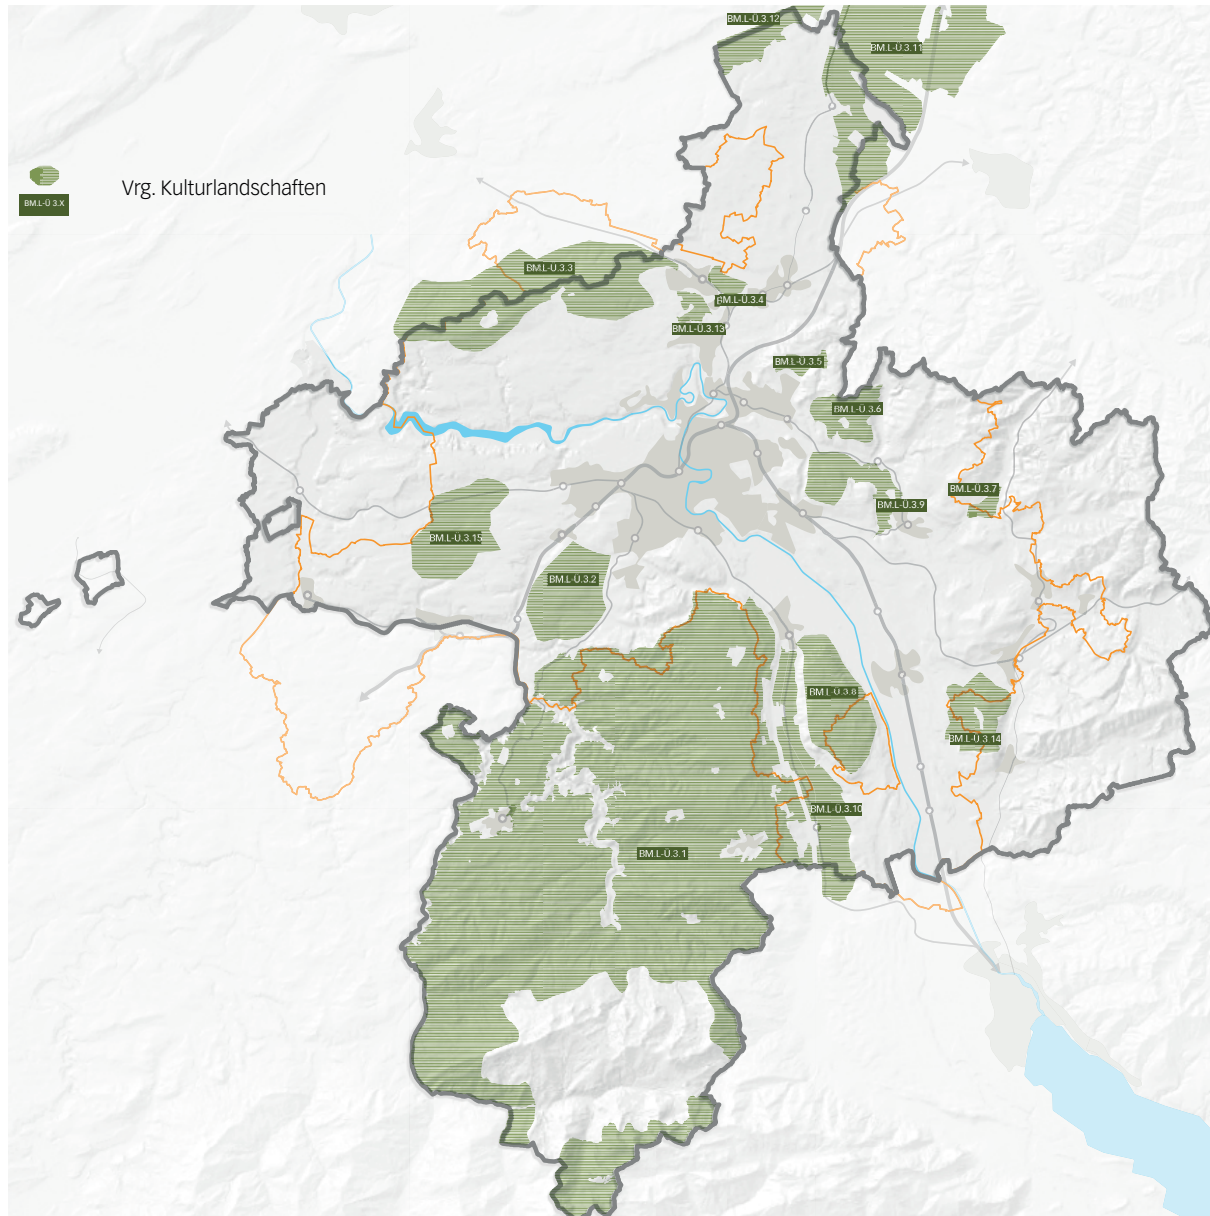 BM.L-Ü.3.12
BM.L-Ü.3.11
BM.L-Ü 3.X
Vrg. Kulturlandschaften
BM.L-Ü.3.3
BM.L-Ü.3.4
BM.L-Ü.3.13
BM.L-Ü.3.5
BM.L-Ü.3.6
BM.L-Ü.3.7
BM.L-Ü.3.9
BM.L-Ü.3.15
BM.L-Ü.3.2
BM.L-Ü.3.8
BM.L-Ü.3.14
BM.L-Ü.3.10
BM.L-Ü.3.1